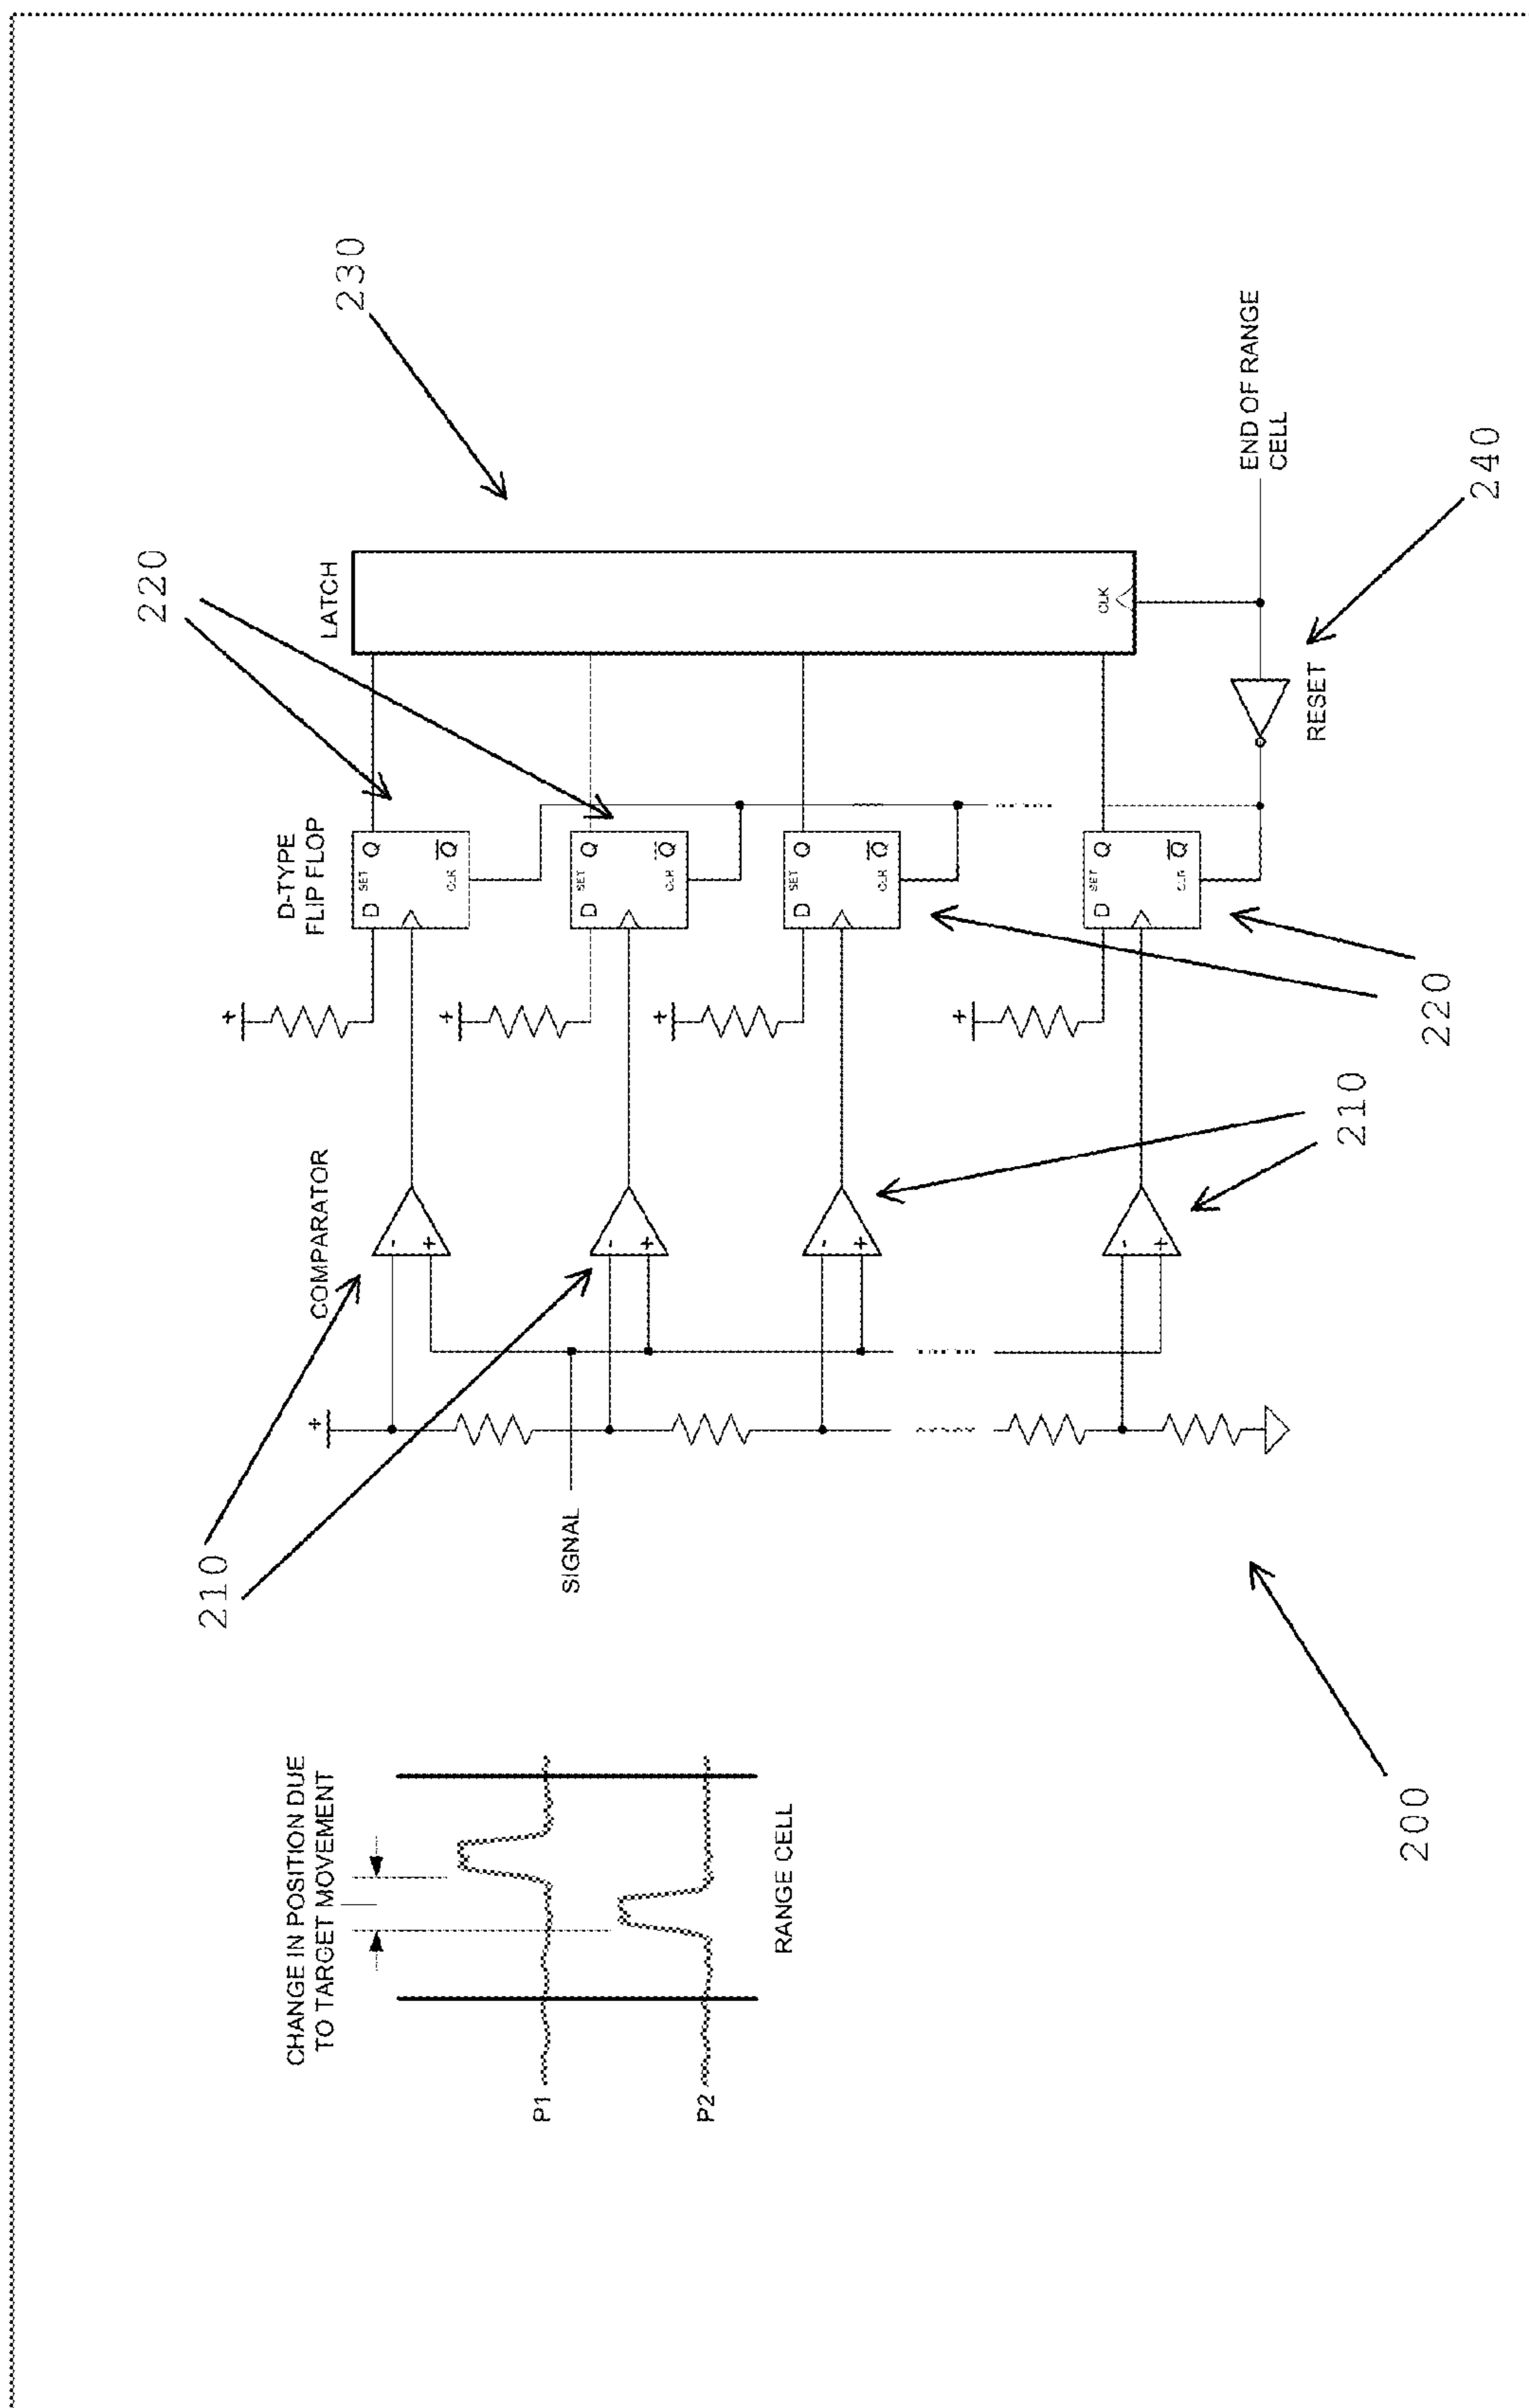 CHANGE IN POSITION DUE
TO TARGET MOVEMENT
P1
P2
RANGE CELL
200
210
SIGNAL
+
COMPARATOR
-
+
-
+
-
+
-
+
210
+
+
+
+
D-TYPE
FLIP FLOP
D SET Q
CLR Q̅
D SET Q
CLR Q̅
D SET Q
CLR Q̅
D SET Q
CLR Q̅
220
220
LATCH
CLK
230
RESET
240
END OF RANGE
CELL